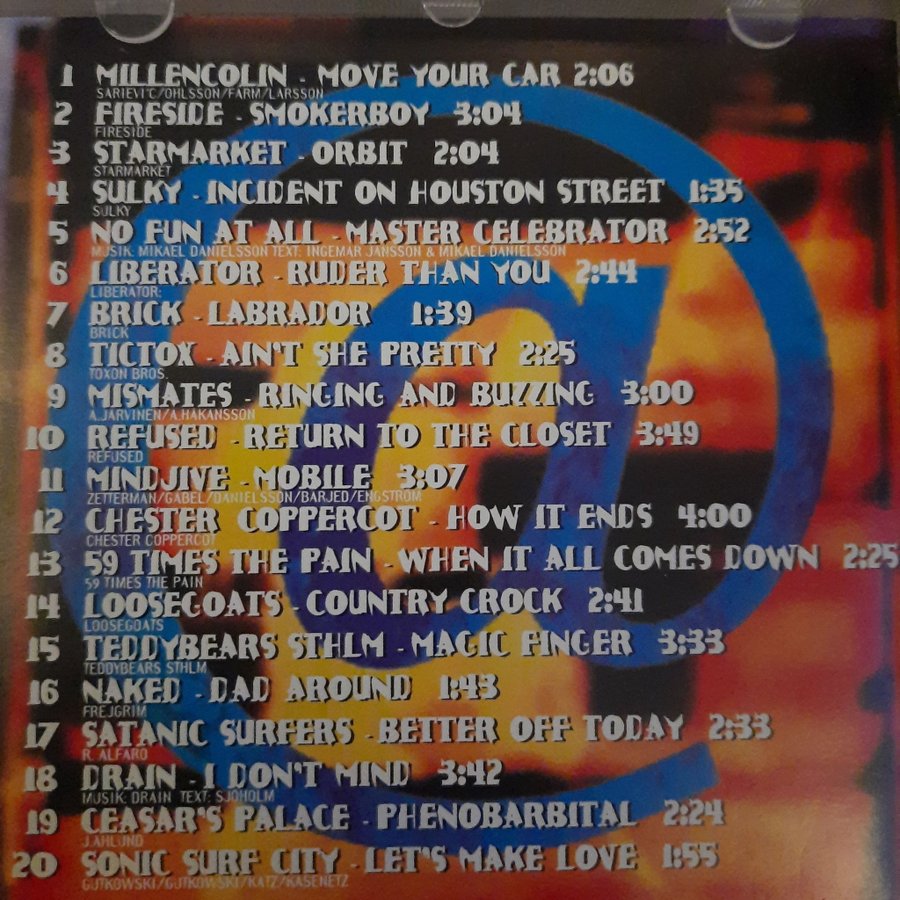 1 MILLENCOLIN - MOVE YOUR CAR 2:06
SARIEVI'C/OHLSSON/FARM/LARSSON
2 FIRESIDE - SMOKERBOY 3:04
FIRESIDE
3 STARMARKET - ORBIT 2:04
STARMARKET
4 SULKY - INCIDENT ON HOUSTON STREET 1:35
SULKY
5 NO FUN AT ALL - MASTER CELEBRATOR 2:52
MUSIK: MIKAEL DANIELSSON TEXT: INGEMAR JANSSON & MIKAEL DANIELSSON
6 LIBERATOR - RUDER THAN YOU 2:44
LIBERATOR:
7 BRICK - LABRADOR 1:39
BRICK
8 TICTOX - AIN'T SHE PRETTY 2:25
TOXON BROS.
9 MISMATES - RINGING AND BUZZING 3:00
A.JARVINEN/A.HAKANSSON
10 REFUSED - RETURN TO THE CLOSET 3:49
REFUSED
11 MINDJIVE - MOBILE 3:07
ZETTERMAN/GABEL/DANIELSSON/BARJED/ENGSTROM
12 CHESTER COPPERCOT - HOW IT ENDS 4:00
CHESTER COPPERCOT
13 59 TIMES THE PAIN - WHEN IT ALL COMES DOWN 2:25
59 TIMES THE PAIN
14 LOOSEGOATS - COUNTRY CROCK 2:41
LOOSEGOATS
15 TEDDYBEARS STHLM - MAGIC FINGER 3:33
TEDDYBEARS STHLM
16 NAKED - DAD AROUND 1:43
FREJGRIM
17 SATANIC SURFERS - BETTER OFF TODAY 2:33
R. ALFARO
18 DRAIN - I DON'T MIND 3:42
MUSIK: DRAIN TEXT: SJOHOLM
19 CEASAR'S PALACE - PHENOBARBITAL 2:24
J.AHLUND
20 SONIC SURF CITY - LET'S MAKE LOVE 1:55
GUTKOWSKI/GUTKOWSKI/KATZ/KASENETZ